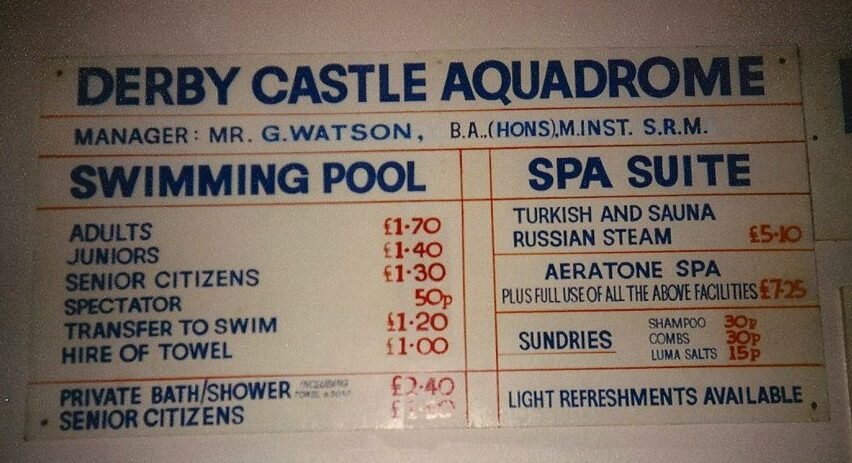 DERBY CASTLE AQUADROME
MANAGER: MR. G.WATSON, B.A..(HONS),M.INST. S.R.M.
SWIMMING POOL
ADULTS £1·70
JUNIORS £1·40
SENIOR CITIZENS £1·30
SPECTATOR 50p
TRANSFER TO SWIM £1·20
HIRE OF TOWEL £1·00
PRIVATE BATH/SHOWER INCLUDING £2·40
TOWEL & SOAP
SENIOR CITIZENS
SPA SUITE
TURKISH AND SAUNA
RUSSIAN STEAM £5·10
AERATONE SPA
PLUS FULL USE OF ALL THE ABOVE FACILITIES £7·25
SUNDRIES
SHAMPOO 30p
COMBS 30p
LUMA SALTS 15p
LIGHT REFRESHMENTS AVAILABLE